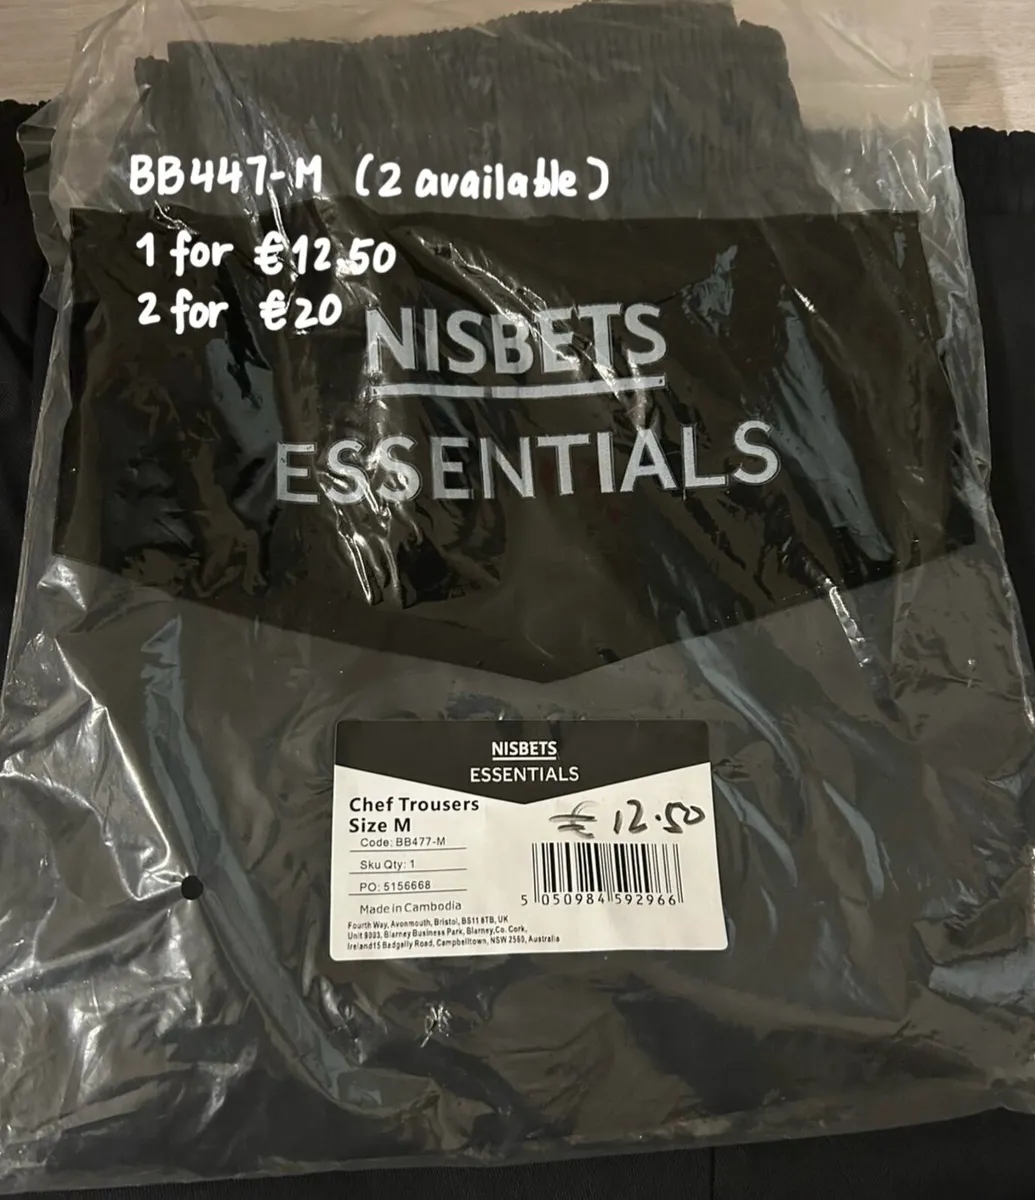 BB447-M (2 available)
1 for €12.50
2 for €20
NISBETS
ESSENTIALS
NISBETS
ESSENTIALS
Chef Trousers
Size M
€ 12.50
Code: BB477-M
Sku Qty: 1
PO: 5156668
Made in Cambodia
5 050984 592966
Fourth Way, Avonmouth, Bristol, BS11 8TB, UK
Unit 9003, Blarney Business Park, Blarney,Co. Cork,
Ireland15 Badgally Road, Campbelltown, NSW 2560, Australia